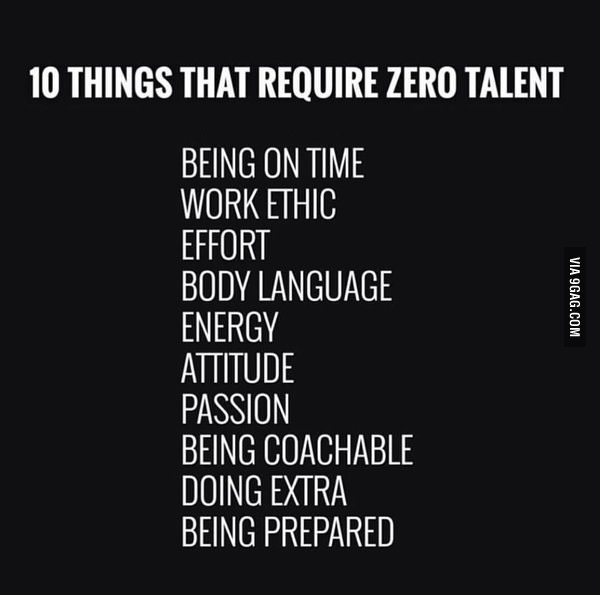 10 THINGS THAT REQUIRE ZERO TALENT
BEING ON TIME
WORK ETHIC
EFFORT
BODY LANGUAGE
ENERGY
ATTITUDE
PASSION
BEING COACHABLE
DOING EXTRA
BEING PREPARED
VIA 9GAG.COM